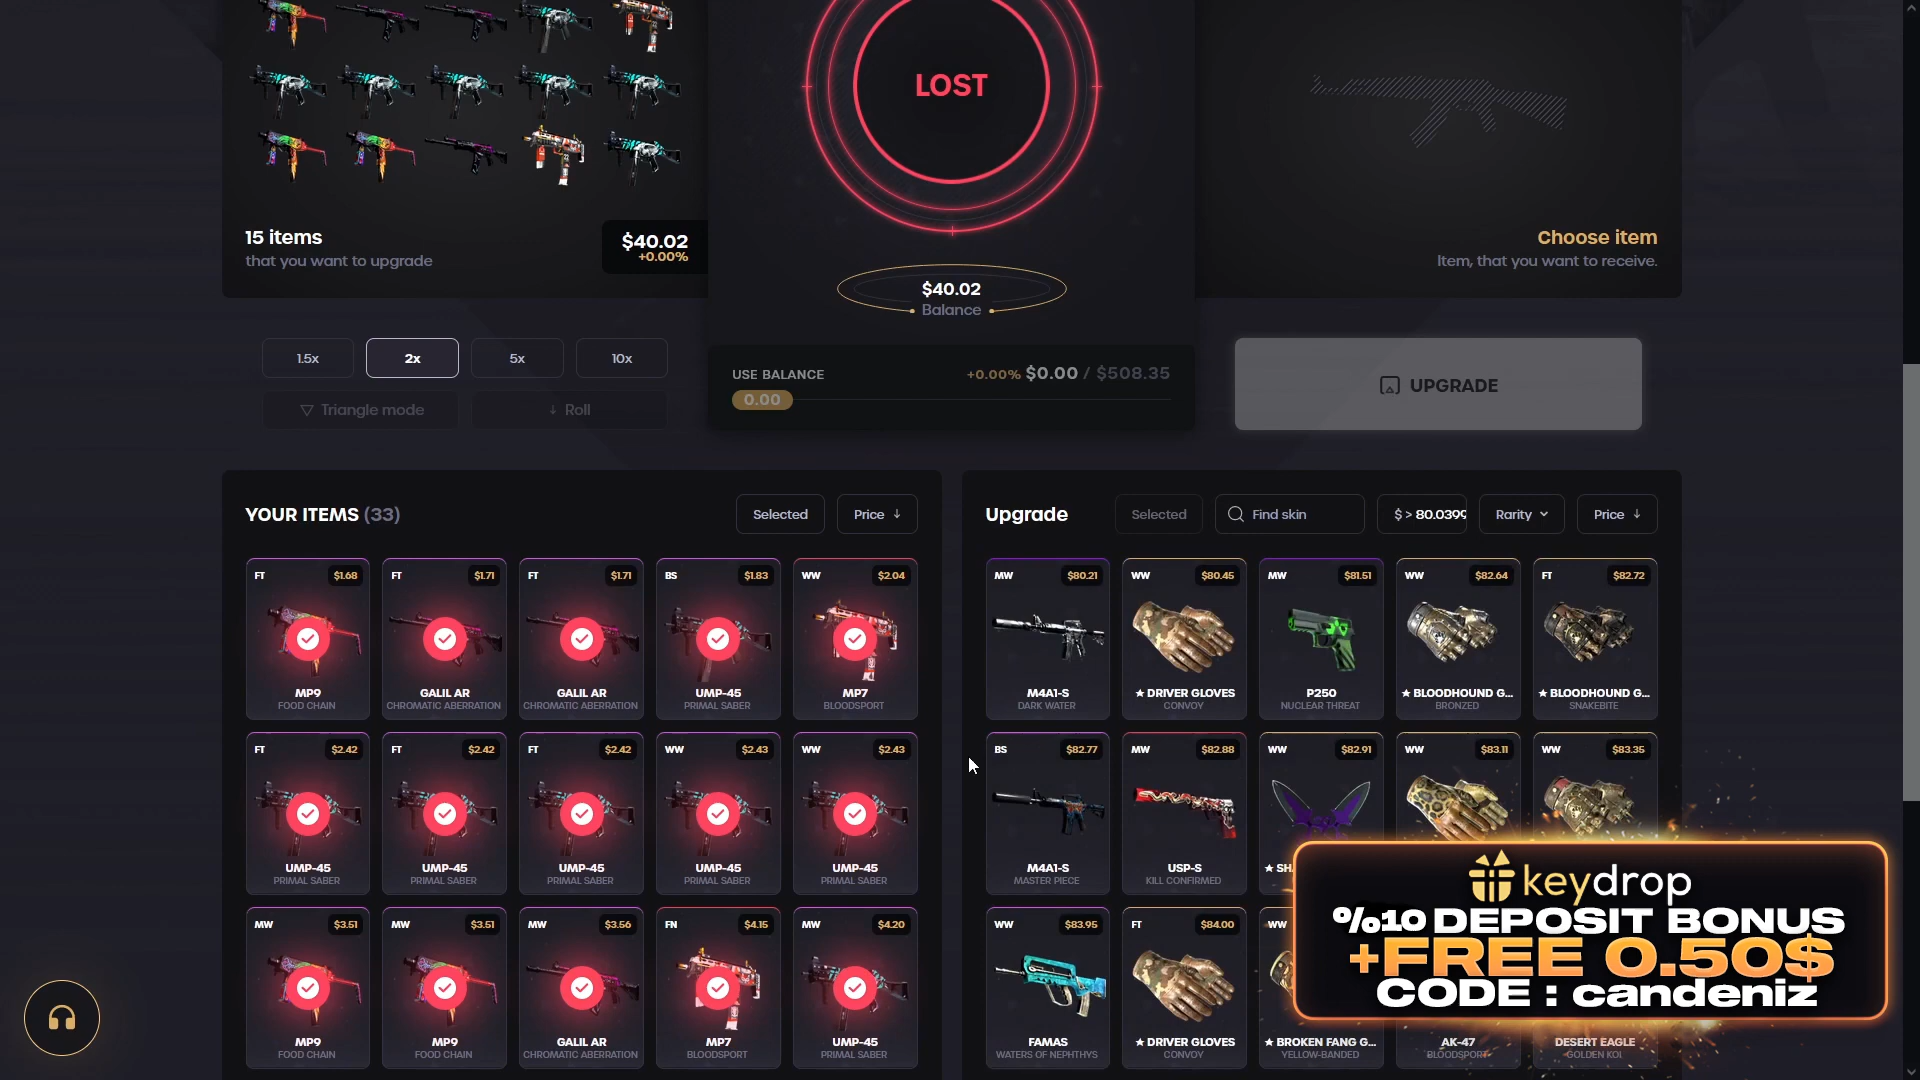 LOST
15 items
that you want to upgrade
$40.02
+0.00%
$40.02
Balance
Choose item
Item, that you want to receive.
1.5x
2x
5x
10x
Triangle mode
Roll
USE BALANCE
+0.00% $0.00 / $508.35
0.00
UPGRADE
YOUR ITEMS (33)
Selected
Price
FT $1.68
MP9
FOOD CHAIN
FT $1.71
GALIL AR
CHROMATIC ABERRATION
FT $1.71
GALIL AR
CHROMATIC ABERRATION
BS $1.83
UMP-45
PRIMAL SABER
WW $2.04
MP7
BLOODSPORT
FT $2.42
UMP-45
PRIMAL SABER
FT $2.42
UMP-45
PRIMAL SABER
FT $2.42
UMP-45
PRIMAL SABER
WW $2.43
UMP-45
PRIMAL SABER
WW $2.43
UMP-45
PRIMAL SABER
MW $3.51
MP9
FOOD CHAIN
MW $3.51
MP9
FOOD CHAIN
MW $3.56
GALIL AR
CHROMATIC ABERRATION
FN $4.15
MP7
BLOODSPORT
MW $4.20
UMP-45
PRIMAL SABER
Upgrade
Selected
Find skin
$ > 80.0399
Rarity
Price
MW $80.21
M4A1-S
DARK WATER
WW $80.45
★ DRIVER GLOVES
CONVOY
MW $81.51
P250
NUCLEAR THREAT
WW $82.64
★ BLOODHOUND G...
BRONZED
FT $82.72
★ BLOODHOUND G...
SNAKEBITE
BS $82.77
M4A1-S
MASTER PIECE
MW $82.88
USP-S
KILL CONFIRMED
WW $82.91
★ SH
WW $83.11
WW $83.35
WW $83.95
FAMAS
WATERS OF NEPHTHYS
FT $84.00
★ DRIVER GLOVES
CONVOY
WW
★ BROKEN FANG G...
YELLOW-BANDED
AK-47
BLOODSPORT
DESERT EAGLE
GOLDEN KOI
keydrop
%10 DEPOSIT BONUS
+FREE 0.50$
CODE : candeniz